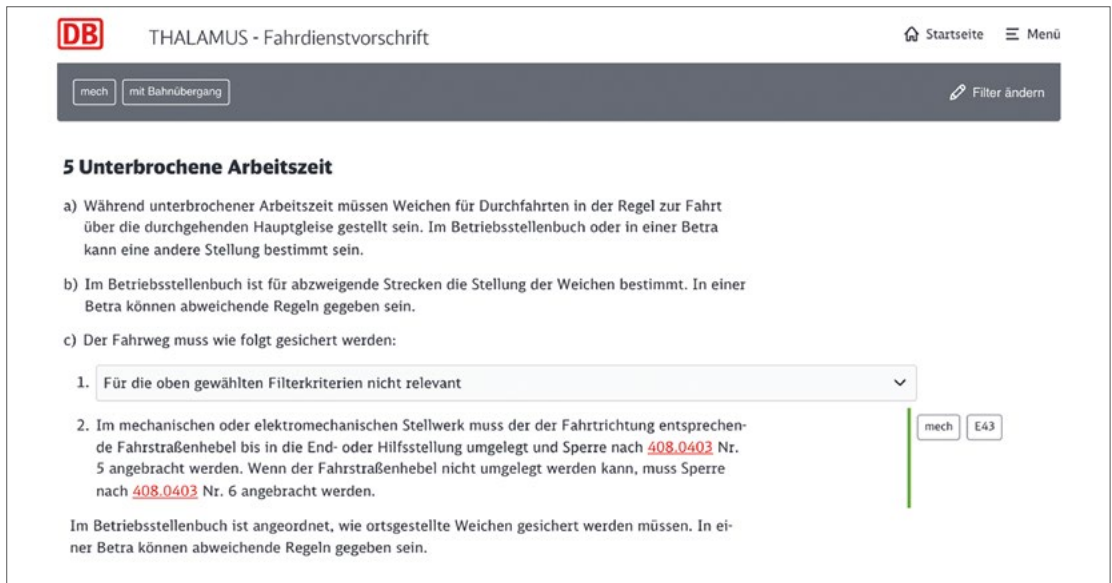 DB
THALAMUS - Fahrdienstvorschrift
Startseite
Menü
mech
mit Bahnübergang
Filter ändern
5 Unterbrochene Arbeitszeit
a) Während unterbrochener Arbeitszeit müssen Weichen für Durchfahrten in der Regel zur Fahrt
über die durchgehenden Hauptgleise gestellt sein. Im Betriebsstellenbuch oder in einer Betra
kann eine andere Stellung bestimmt sein.
b) Im Betriebsstellenbuch ist für abzweigende Strecken die Stellung der Weichen bestimmt. In einer
Betra können abweichende Regeln gegeben sein.
c) Der Fahrweg muss wie folgt gesichert werden:
1. Für die oben gewählten Filterkriterien nicht relevant
2. Im mechanischen oder elektromechanischen Stellwerk muss der der Fahrtrichtung entsprechen-
de Fahrstraßenhebel bis in die End- oder Hilfsstellung umgelegt und Sperre nach 408.0403 Nr.
5 angebracht werden. Wenn der Fahrstraßenhebel nicht umgelegt werden kann, muss Sperre
nach 408.0403 Nr. 6 angebracht werden.
mech
E43
Im Betriebsstellenbuch ist angeordnet, wie ortsgestellte Weichen gesichert werden müssen. In ei-
ner Betra können abweichende Regeln gegeben sein.